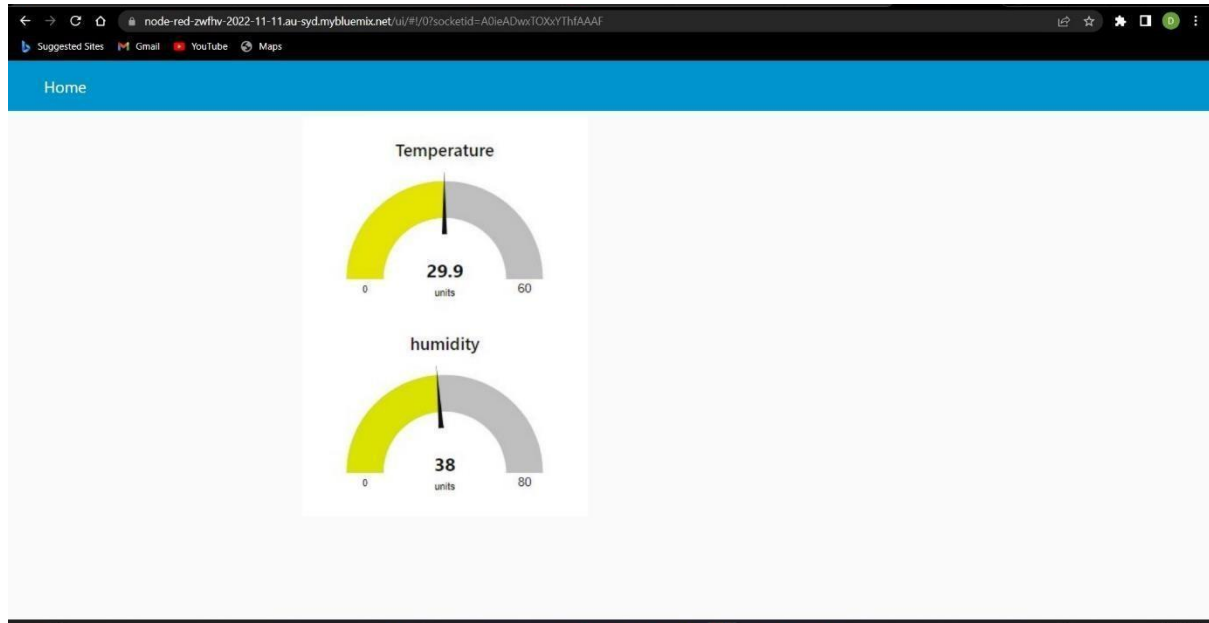 node-red-zwfhv-2022-11-11.au-syd.mybluemix.net/ui/#!/0?socketid=A0ieADwxTOXxYThfAAAF
D
Suggested Sites Gmail YouTube Maps
Home
Temperature
29.9
0 units 60
humidity
38
0 units 80